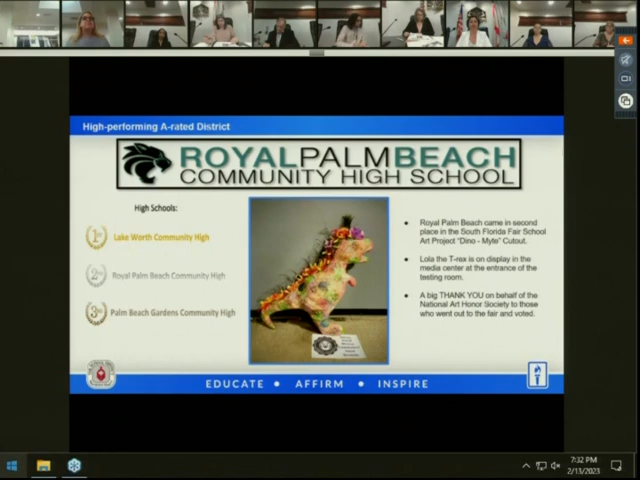 High-performing A-rated District
ROYALPALMBEACH
COMMUNITY HIGH SCHOOL
High Schools:
1st Lake Worth Community High
2nd Royal Palm Beach Community High
3rd Palm Beach Gardens Community High
• Royal Palm Beach came in second
place in the South Florida Fair School
Art Project "Dino - Myte" Cutout.
• Lola the T-rex is on display in the
media center at the entrance of the
testing room.
• A big THANK YOU on behalf of the
National Art Honor Society to those
who went out to the fair and voted.
EDUCATE • AFFIRM • INSPIRE
7:32 PM
2/13/2023